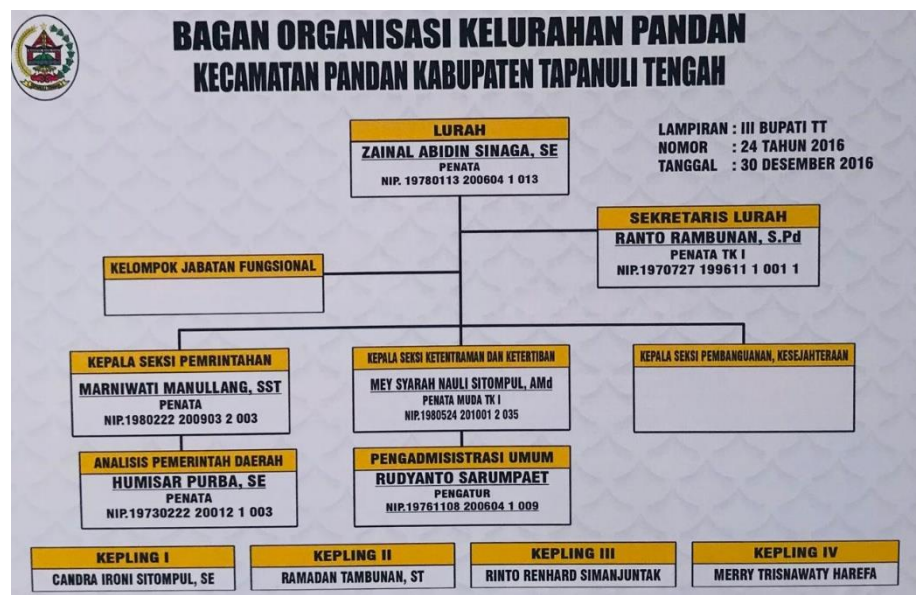 BAGAN ORGANISASI KELURAHAN PANDAN
KECAMATAN PANDAN KABUPATEN TAPANULI TENGAH
LAMPIRAN : III BUPATI TT
NOMOR : 24 TAHUN 2016
TANGGAL : 30 DESEMBER 2016
LURAH
ZAINAL ABIDIN SINAGA, SE
PENATA
NIP. 19780113 200604 1 013
SEKRETARIS LURAH
RANTO RAMBUNAN, S.Pd
PENATA TK I
NIP.1970727 199611 1 001 1
KELOMPOK JABATAN FUNGSIONAL
KEPALA SEKSI PEMRINTAHAN
MARNIWATI MANULLANG, SST
PENATA
NIP.1980222 200903 2 003
KEPALA SEKSI KETENTRAMAN DAN KETERTIBAN
MEY SYARAH NAULI SITOMPUL, AMd
PENATA MUDA TK I
NIP.1980524 201001 2 035
KEPALA SEKSI PEMBANGUANAN, KESEJAHTERAAN
ANALISIS PEMERINTAH DAERAH
HUMISAR PURBA, SE
PENATA
NIP.19730222 20012 1 003
PENGADMISISTRASI UMUM
RUDYANTO SARUMPAET
PENGATUR
NIP.19761108 200604 1 009
KEPLING I
CANDRA IRONI SITOMPUL, SE
KEPLING II
RAMADAN TAMBUNAN, ST
KEPLING III
RINTO RENHARD SIMANJUNTAK
KEPLING IV
MERRY TRISNAWATY HAREFA